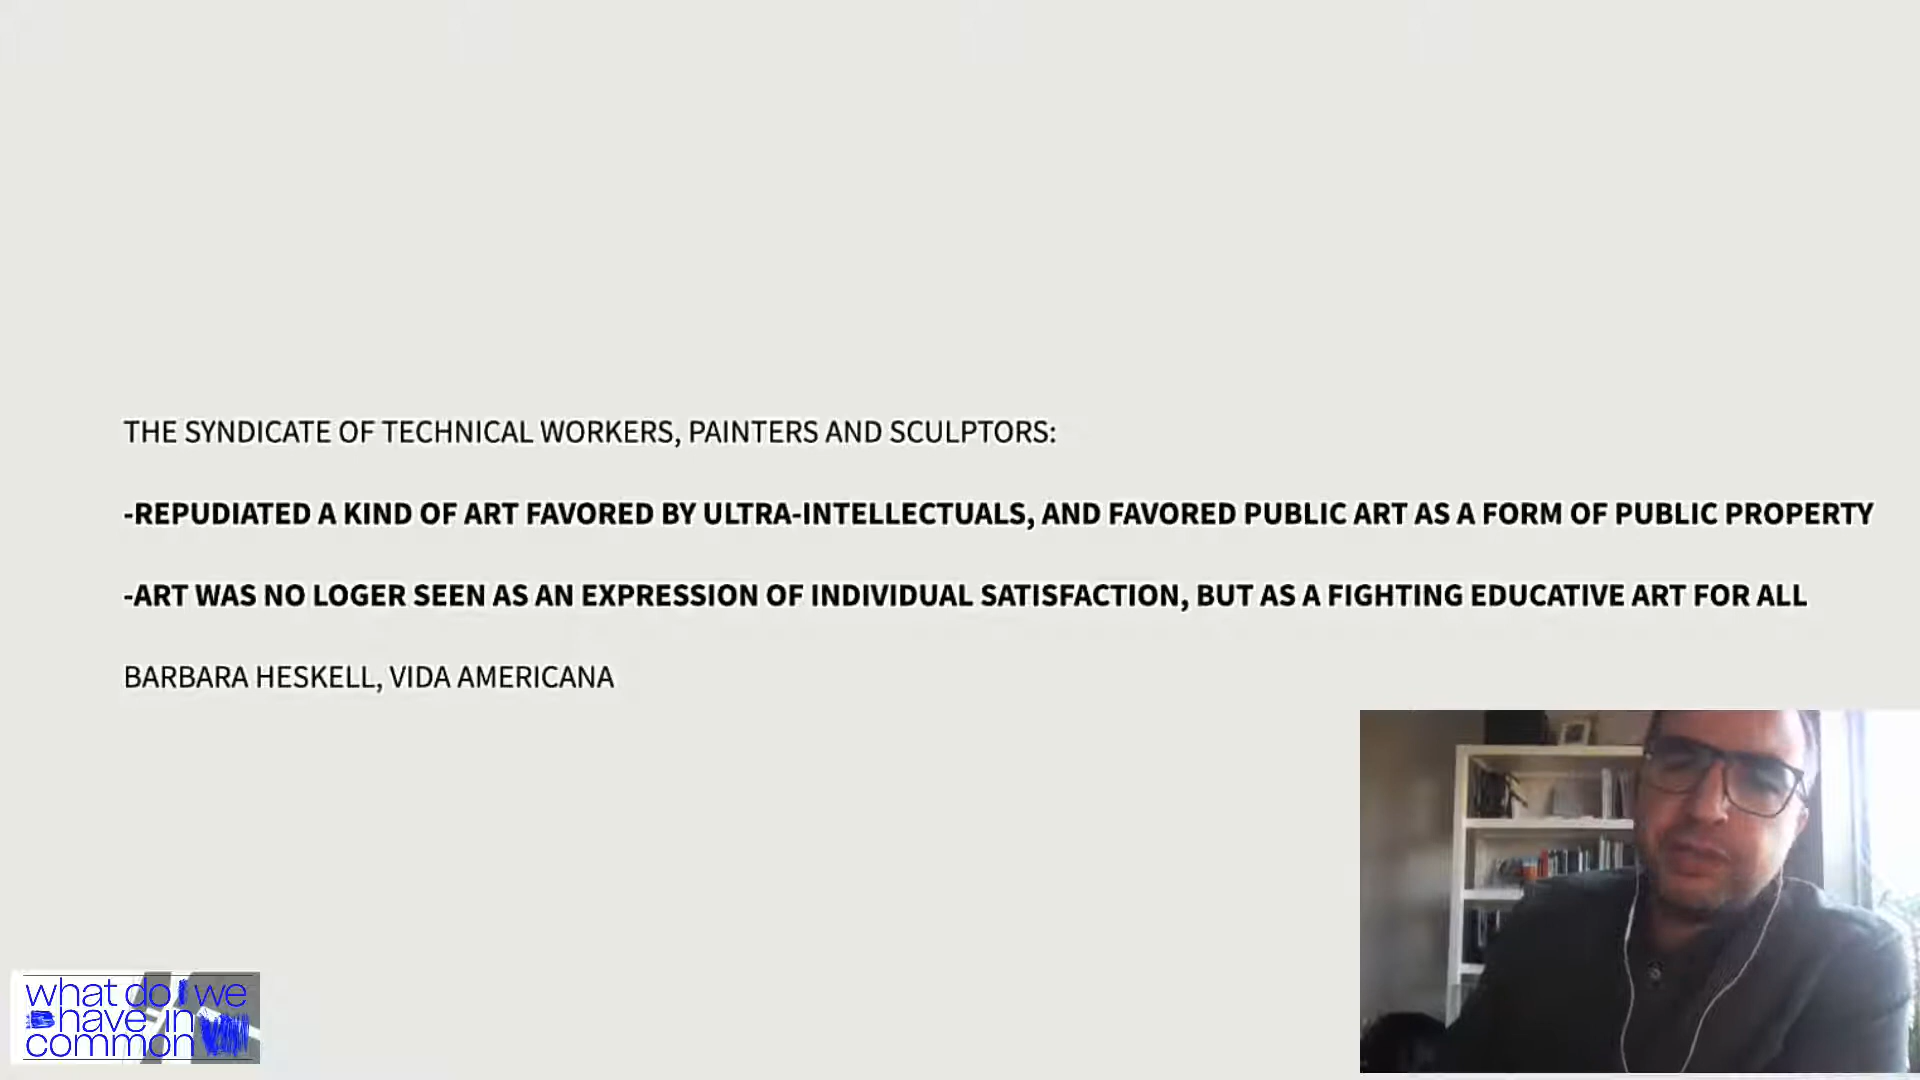 THE SYNDICATE OF TECHNICAL WORKERS, PAINTERS AND SCULPTORS:
-REPUDIATED A KIND OF ART FAVORED BY ULTRA-INTELLECTUALS, AND FAVORED PUBLIC ART AS A FORM OF PUBLIC PROPERTY
-ART WAS NO LOGER SEEN AS AN EXPRESSION OF INDIVIDUAL SATISFACTION, BUT AS A FIGHTING EDUCATIVE ART FOR ALL
BARBARA HESKELL, VIDA AMERICANA
what do we
have in
common